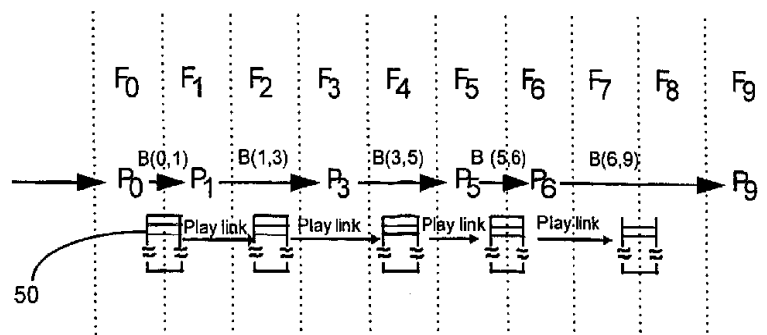 F0 F1 F2 F3 F4 F5 F6 F7 F8 F9
B(0,1) B(1,3) B(3,5) B (5,6) B(6,9)
P0 P1 P3 P5 P6 P9
Play link Play link Play link Play link
50